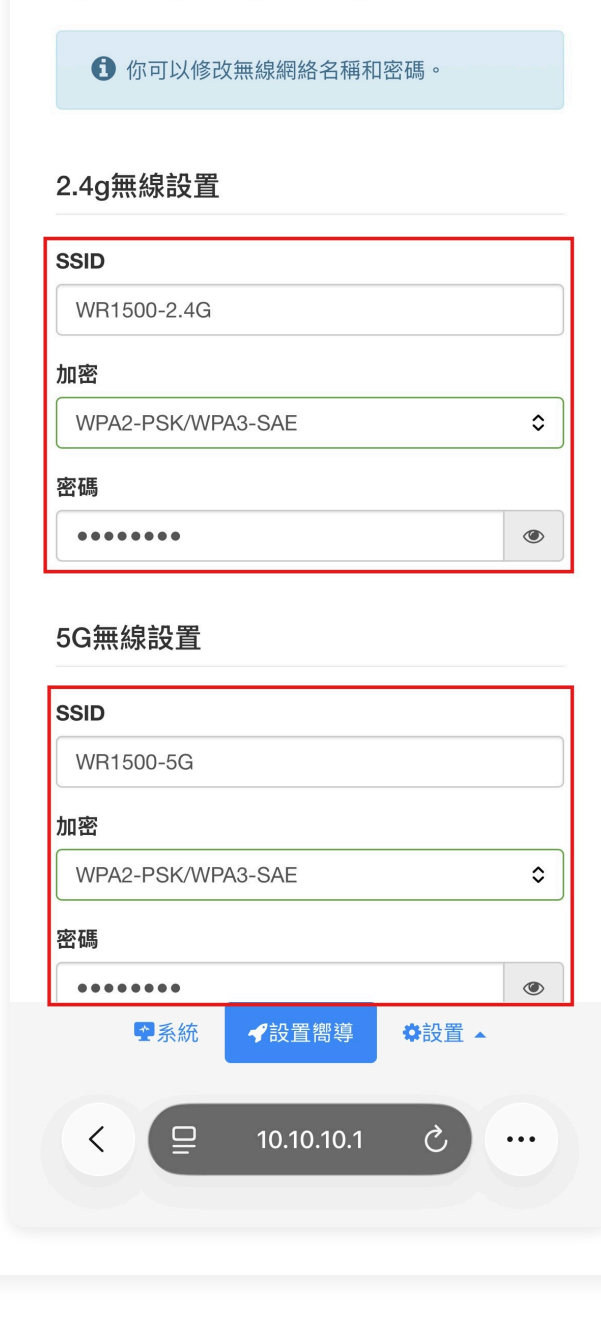 你可以修改無線網絡名稱和密碼。
2.4g無線設置
SSID
WR1500-2.4G
加密
WPA2-PSK/WPA3-SAE
密碼
••••••••
5G無線設置
SSID
WR1500-5G
加密
WPA2-PSK/WPA3-SAE
密碼
••••••••
系統 設置嚮導 設置
10.10.10.1